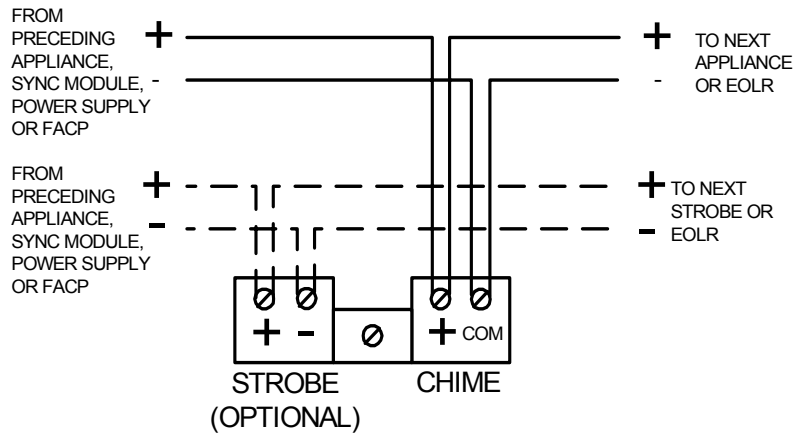 FROM
PRECEDING
APPLIANCE,
SYNC MODULE,
POWER SUPPLY
OR FACP
+
-
+
-
TO NEXT
APPLIANCE
OR EOLR
FROM
PRECEDING
APPLIANCE,
SYNC MODULE,
POWER SUPPLY
OR FACP
+
-
+
-
TO NEXT
STROBE OR
EOLR
+ -
+ COM
STROBE
(OPTIONAL)
CHIME